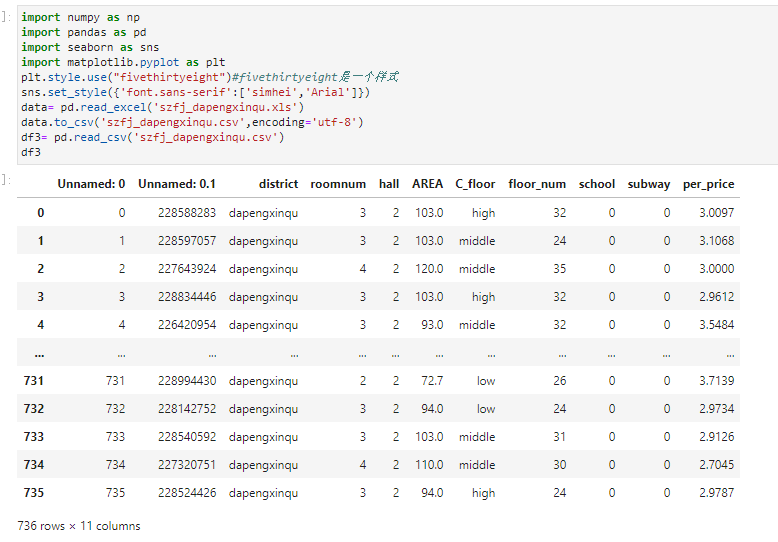 ]:
import numpy as np
import pandas as pd
import seaborn as sns
import matplotlib.pyplot as plt
plt.style.use("fivethirtyeight")#fivethirtyeight是一个样式
sns.set_style({'font.sans-serif':['simhei','Arial']})
data= pd.read_excel('szfj_dapengxinqu.xls')
data.to_csv('szfj_dapengxinqu.csv',encoding='utf-8')
df3= pd.read_csv('szfj_dapengxinqu.csv')
df3
]:
Unnamed: 0 Unnamed: 0.1 district roomnum hall AREA C_floor floor_num school subway per_price
0 0 228588283 dapengxinqu 3 2 103.0 high 32 0 0 3.0097
1 1 228597057 dapengxinqu 3 2 103.0 middle 24 0 0 3.1068
2 2 227643924 dapengxinqu 4 2 120.0 middle 35 0 0 3.0000
3 3 228834446 dapengxinqu 3 2 103.0 high 32 0 0 2.9612
4 4 226420954 dapengxinqu 3 2 93.0 middle 32 0 0 3.5484
... ... ... ... ... ... ... ... ... ... ... ...
731 731 228994430 dapengxinqu 2 2 72.7 low 26 0 0 3.7139
732 732 228142752 dapengxinqu 3 2 94.0 low 24 0 0 2.9734
733 733 228540592 dapengxinqu 3 2 103.0 middle 31 0 0 2.9126
734 734 227320751 dapengxinqu 4 2 110.0 middle 30 0 0 2.7045
735 735 228524426 dapengxinqu 3 2 94.0 high 24 0 0 2.9787
736 rows × 11 columns